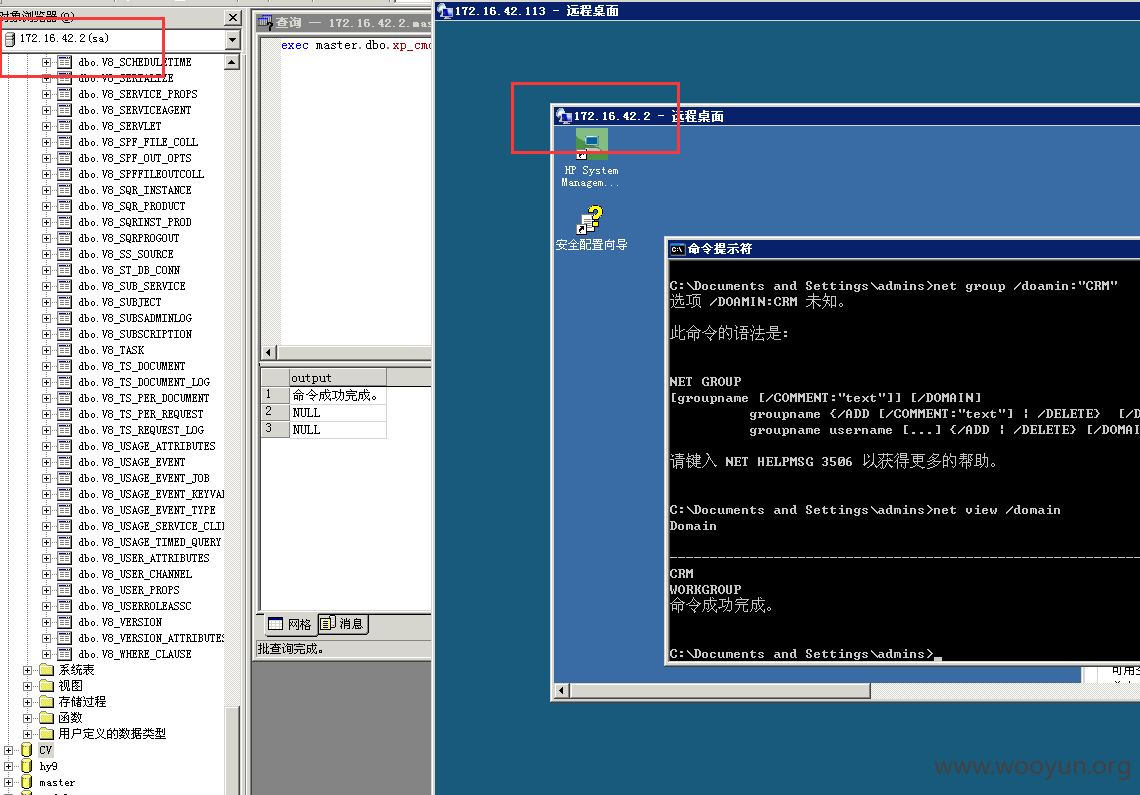 对象浏览器(O)
172.16.42.2(sa)
dbo.V8_SCHEDULETIME
dbo.V8_SERIALIZE
dbo.V8_SERVICE_PROPS
dbo.V8_SERVICEAGENT
dbo.V8_SERVLET
dbo.V8_SPF_FILE_COLL
dbo.V8_SPF_OUT_OPTS
dbo.V8_SPFFILEOUTCOLL
dbo.V8_SQR_INSTANCE
dbo.V8_SQR_PRODUCT
dbo.V8_SQRINST_PROD
dbo.V8_SQRPROGOUT
dbo.V8_SS_SOURCE
dbo.V8_ST_DB_CONN
dbo.V8_SUB_SERVICE
dbo.V8_SUBJECT
dbo.V8_SUBSADMINLOG
dbo.V8_SUBSCRIPTION
dbo.V8_TASK
dbo.V8_TS_DOCUMENT
dbo.V8_TS_DOCUMENT_LOG
dbo.V8_TS_PER_DOCUMENT
dbo.V8_TS_PER_REQUEST
dbo.V8_TS_REQUEST_LOG
dbo.V8_USAGE_ATTRIBUTES
dbo.V8_USAGE_EVENT
dbo.V8_USAGE_EVENT_JOB
dbo.V8_USAGE_EVENT_KEYVA
dbo.V8_USAGE_EVENT_TYPE
dbo.V8_USAGE_SERVICE_CLI
dbo.V8_USAGE_TIMED_QUERY
dbo.V8_USER_ATTRIBUTES
dbo.V8_USER_CHANNEL
dbo.V8_USER_PROPS
dbo.V8_USERROLEASSC
dbo.V8_VERSION
dbo.V8_VERSION_ATTRIBUTES
dbo.V8_WHERE_CLAUSE
系统表
视图
存储过程
函数
用户定义的数据类型
CV
hy9
master
查询 — 172.16.42.2.mas
exec master.dbo.xp_cmd
output
1 命令成功完成。
2 NULL
3 NULL
网格 消息
批查询完成。
172.16.42.113 - 远程桌面
172.16.42.2 - 远程桌面
HP System
Managem...
安全配置向导
命令提示符
C:\Documents and Settings\admins>net group /doamin:"CRM"
选项 /DOAMIN:CRM 未知。
此命令的语法是:
NET GROUP
[groupname [/COMMENT:"text"]] [/DOMAIN]
groupname {/ADD [/COMMENT:"text"] ¦ /DELETE} [/D
groupname username [...] {/ADD ¦ /DELETE} [/DOMAI
请键入 NET HELPMSG 3506 以获得更多的帮助。
C:\Documents and Settings\admins>net view /domain
Domain
-------------------------------------------------------------------------------
CRM
WORKGROUP
命令成功完成。
C:\Documents and Settings\admins>_
www.wooyun.org